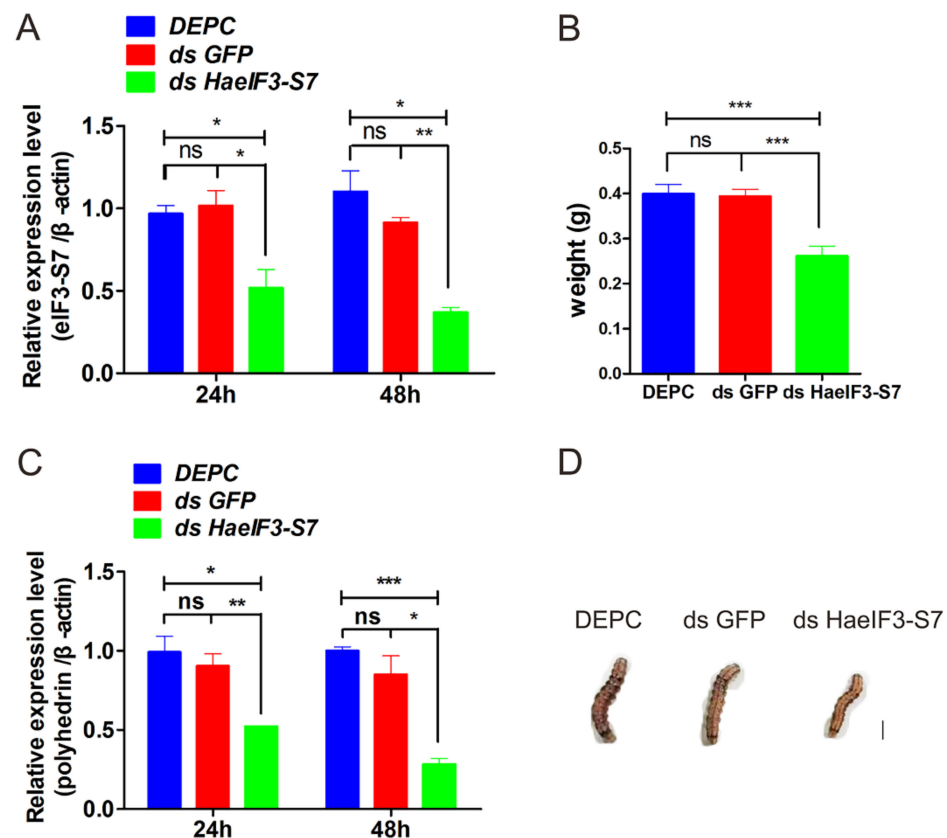 A
DEPC
ds GFP
ds HaeIF3-S7
Relative expression level
(eIF3-S7 /β -actin)
1.5
1.0
0.5
0.0
*
ns
*
*
ns
**
24h
48h
B
***
ns
***
weight (g)
0.5
0.4
0.3
0.2
0.1
0.0
DEPC
ds GFP
ds HaeIF3-S7
C
DEPC
ds GFP
ds HaeIF3-S7
Relative expression level
(polyhedrin /β -actin)
1.5
1.0
0.5
0.0
*
ns
**
***
ns
*
24h
48h
D
DEPC
ds GFP
ds HaeIF3-S7